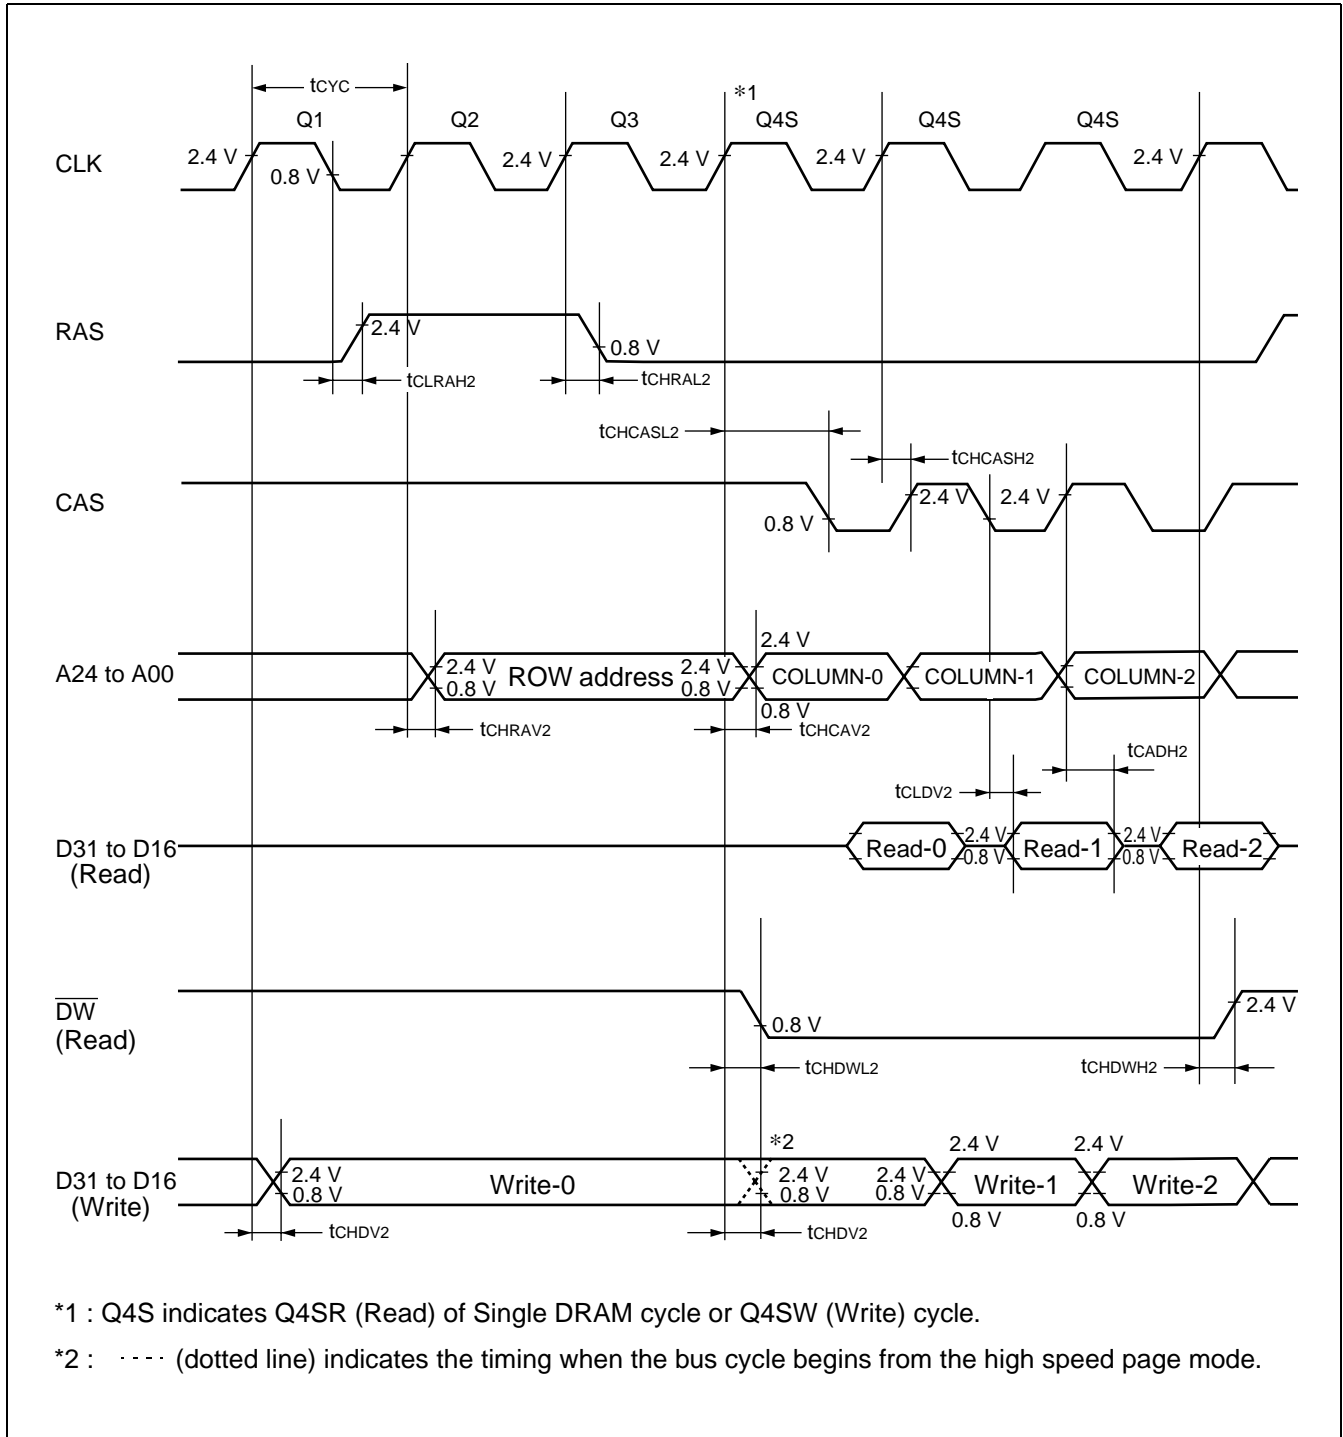 tCYC
*1
Q1 Q2 Q3 Q4S Q4S Q4S
CLK 2.4 V 0.8 V 2.4 V 2.4 V 2.4 V 2.4 V
RAS 2.4 V 0.8 V
tCLRAH2 tCHRAL2
tCHCASL2
tCHCASH2
CAS 0.8 V 2.4 V 2.4 V
2.4 V
A24 to A00 2.4 V 0.8 V ROW address 2.4 V 0.8 V COLUMN-0 COLUMN-1 COLUMN-2
0.8 V
tCHRAV2 tCHCAV2
tCADH2
tCLDV2
D31 to D16 Read-0 2.4 V 0.8 V Read-1 2.4 V 0.8 V Read-2
(Read)
DW
(Read) 0.8 V 2.4 V
tCHDWL2 tCHDWH2
*2 2.4 V 2.4 V
D31 to D16 2.4 V 0.8 V Write-0 2.4 V 0.8 V 2.4 V 0.8 V Write-1 Write-2
(Write) 0.8 V 0.8 V
tCHDV2 tCHDV2
*1 : Q4S indicates Q4SR (Read) of Single DRAM cycle or Q4SW (Write) cycle.
*2 : ---- (dotted line) indicates the timing when the bus cycle begins from the high speed page mode.